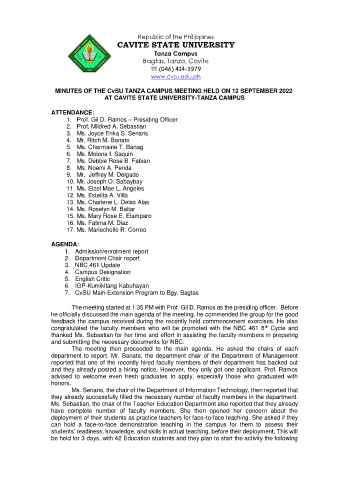 Republic of the Philippines
CAVITE STATE UNIVERSITY
Tanza Campus
Bagtas, Tanza, Cavite
☏ (046) 414-3979
www.cvsu.edu.ph
MINUTES OF THE CvSU TANZA CAMPUS MEETING HELD ON 12 SEPTEMBER 2022
AT CAVITE STATE UNIVERSITY-TANZA CAMPUS
ATTENDANCE:
1. Prof. Gil D. Ramos – Presiding Officer
2. Prof. Mildred A. Sebastian
3. Ms. Joyce Erika S. Senaris
4. Mr. Ritch M. Banate
5. Ms. Charmaine T. Banag
6. Ms. Melona I. Saquin
7. Ms. Debbie Rose B. Fabian
8. Ms. Noemi A. Perida
9. Mr. Jeffrey M. Delgado
10. Mr. Joseph O. Sabaybay
11. Ms. Eizel Mae L. Angeles
12. Ms. Estelita A. Villa
13. Ms. Charlene L. Delas Alas
14. Ms. Roselyn M. Baltar
15. Ms. Mary Rose E. Elamparo
16. Ms. Fatima M. Diaz
17. Ms. Mariechelle R. Correo
AGENDA:
1. Admission/enrolment report
2. Department Chair report
3. NBC 461 Update
4. Campus Designation
5. English Critic
6. IGP-Kumikitang Kabuhayan
7. CvSU Main-Extension Program to Bgy. Bagtas
The meeting started at 1:35 PM with Prof. Gil D. Ramos as the presiding officer. Before
he officially discussed the main agenda of the meeting, he commended the group for the good
feedback the campus received during the recently held commencement exercises. He also
congratulated the faculty members who will be promoted with the NBC 461 8th Cycle and
thanked Ms. Sebastian for her time and effort in assisting the faculty members in preparing
and submitting the necessary documents for NBC.
The meeting then proceeded to the main agenda. He asked the chairs of each
department to report. Mr. Banate, the department chair of the Department of Management
reported that one of the recently hired faculty members of their department has backed out
and they already posted a hiring notice. However, they only got one applicant. Prof. Ramos
advised to welcome even fresh graduates to apply, especially those who graduated with
honors.
Ms. Senaris, the chair of the Department of Information Technology, then reported that
they already successfully filled the necessary number of faculty members in the department.
Ms. Sebastian, the chair of the Teacher Education Department also reported that they already
have complete number of faculty members. She then opened her concern about the
deployment of their students as practice teachers for face-to-face teaching. She asked if they
can hold a face-to-face demonstration teaching in the campus for them to assess their
students' readiness, knowledge, and skills in actual teaching, before their deployment. This will
be held for 3 days, with 42 Education students and they plan to start the activity the following